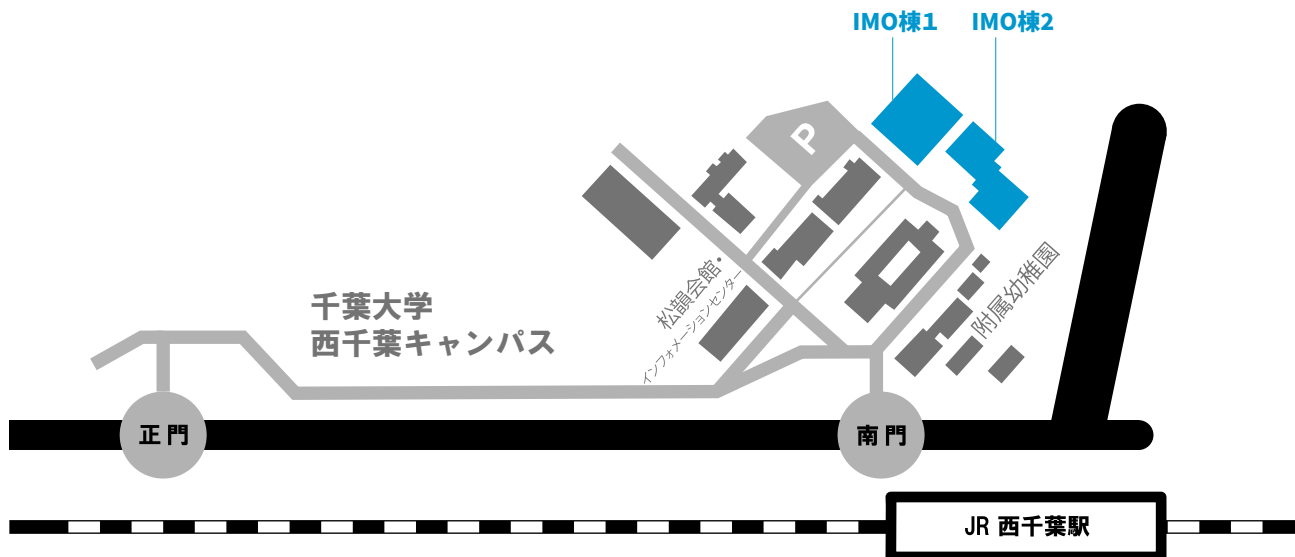 IMO棟1
IMO棟2
P
松韻会館・
インフォメーションセンター
附属幼稚園
千葉大学
西千葉キャンパス
正門
南門
JR 西千葉駅